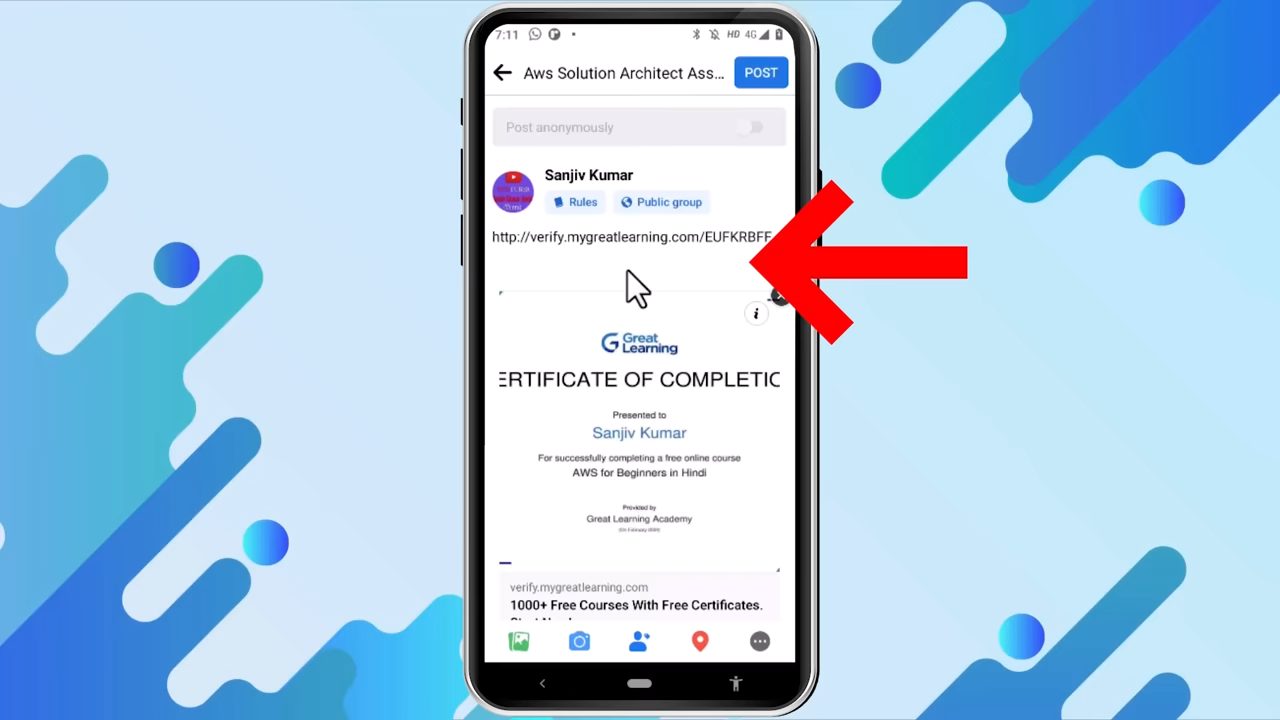 7:11 HD 4G
Aws Solution Architect Ass... POST
Post anonymously
Sanjiv Kumar
Rules Public group
http://verify.mygreatlearning.com/EUFKRBFF
i
Great
Learning
ERTIFICATE OF COMPLETIO
Presented to
Sanjiv Kumar
For successfully completing a free online course
AWS for Beginners in Hindi
Provided by
Great Learning Academy
verify.mygreatlearning.com
1000+ Free Courses With Free Certificates.